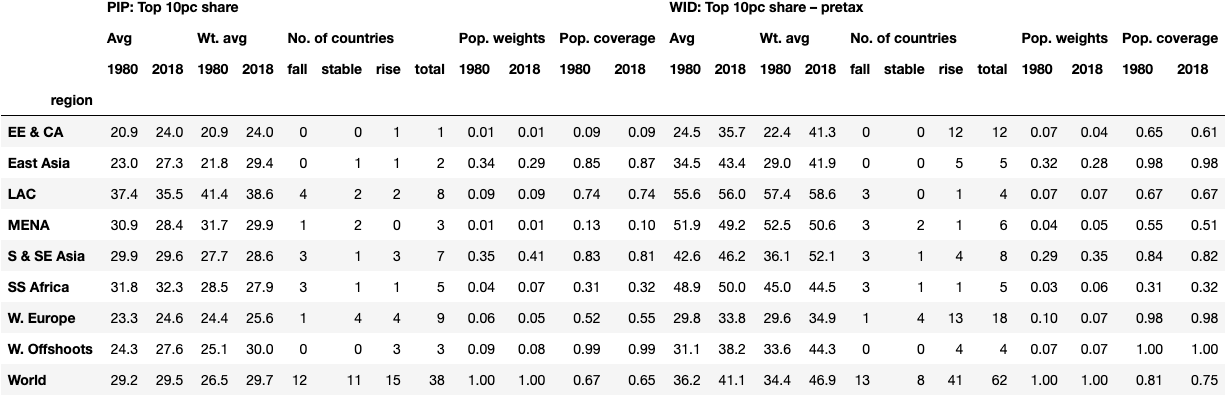 PIP: Top 10pc share WID: Top 10pc share – pretax
Avg Wt. avg No. of countries Pop. weights Pop. coverage Avg Wt. avg No. of countries Pop. weights Pop. coverage
1980 2018 1980 2018 fall stable rise total 1980 2018 1980 2018 1980 2018 1980 2018 fall stable rise total 1980 2018 1980 2018
region
EE & CA 20.9 24.0 20.9 24.0 0 0 1 1 0.01 0.01 0.09 0.09 24.5 35.7 22.4 41.3 0 0 12 12 0.07 0.04 0.65 0.61
East Asia 23.0 27.3 21.8 29.4 0 1 1 2 0.34 0.29 0.85 0.87 34.5 43.4 29.0 41.9 0 0 5 5 0.32 0.28 0.98 0.98
LAC 37.4 35.5 41.4 38.6 4 2 2 8 0.09 0.09 0.74 0.74 55.6 56.0 57.4 58.6 3 0 1 4 0.07 0.07 0.67 0.67
MENA 30.9 28.4 31.7 29.9 1 2 0 3 0.01 0.01 0.13 0.10 51.9 49.2 52.5 50.6 3 2 1 6 0.04 0.05 0.55 0.51
S & SE Asia 29.9 29.6 27.7 28.6 3 1 3 7 0.35 0.41 0.83 0.81 42.6 46.2 36.1 52.1 3 1 4 8 0.29 0.35 0.84 0.82
SS Africa 31.8 32.3 28.5 27.9 3 1 1 5 0.04 0.07 0.31 0.32 48.9 50.0 45.0 44.5 3 1 1 5 0.03 0.06 0.31 0.32
W. Europe 23.3 24.6 24.4 25.6 1 4 4 9 0.06 0.05 0.52 0.55 29.8 33.8 29.6 34.9 1 4 13 18 0.10 0.07 0.98 0.98
W. Offshoots 24.3 27.6 25.1 30.0 0 0 3 3 0.09 0.08 0.99 0.99 31.1 38.2 33.6 44.3 0 0 4 4 0.07 0.07 1.00 1.00
World 29.2 29.5 26.5 29.7 12 11 15 38 1.00 1.00 0.67 0.65 36.2 41.1 34.4 46.9 13 8 41 62 1.00 1.00 0.81 0.75